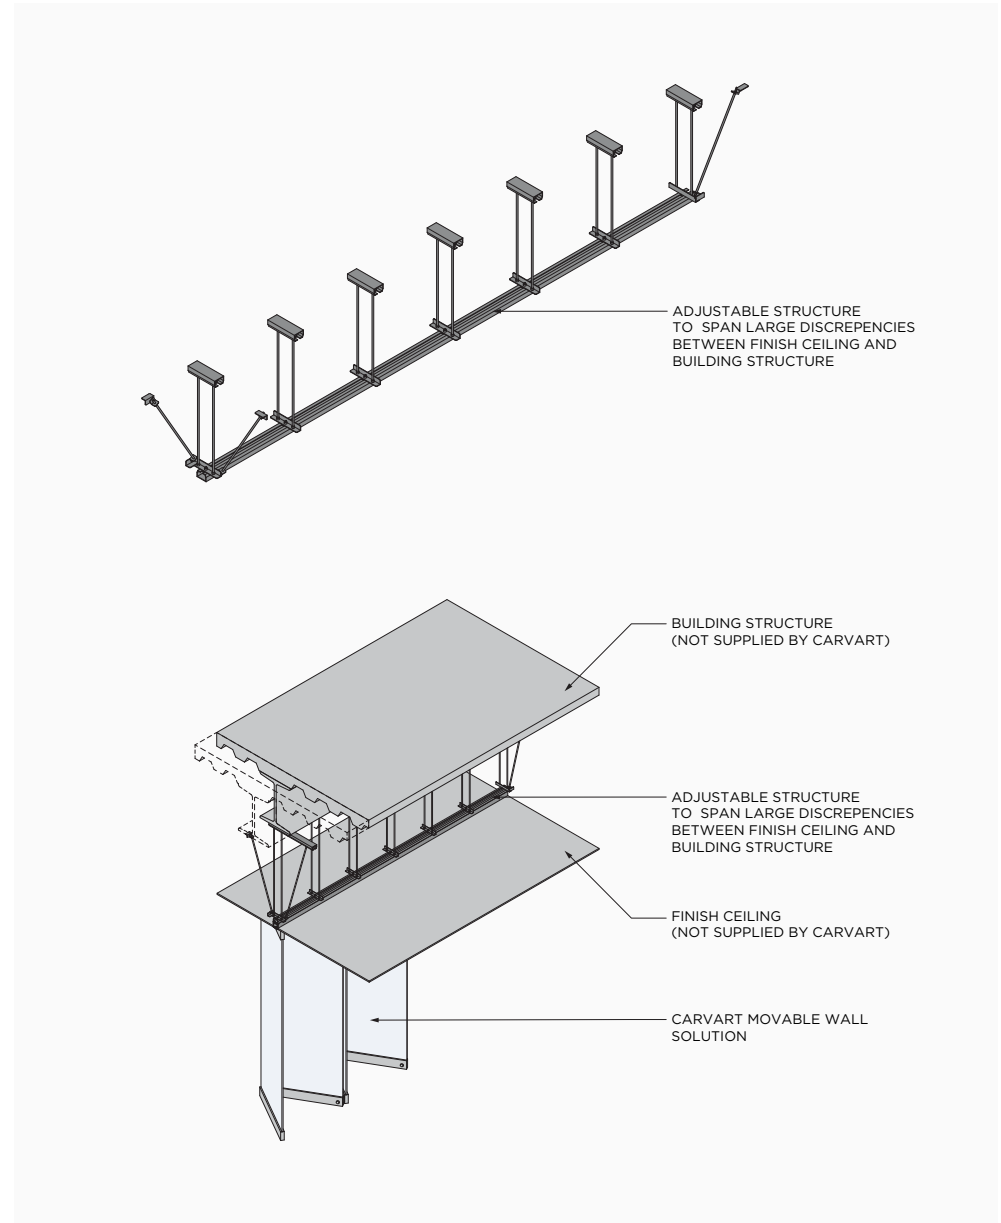 ADJUSTABLE STRUCTURE
TO SPAN LARGE DISCREPENCIES
BETWEEN FINISH CEILING AND
BUILDING STRUCTURE
BUILDING STRUCTURE
(NOT SUPPLIED BY CARVART)
ADJUSTABLE STRUCTURE
TO SPAN LARGE DISCREPENCIES
BETWEEN FINISH CEILING AND
BUILDING STRUCTURE
FINISH CEILING
(NOT SUPPLIED BY CARVART)
CARVART MOVABLE WALL
SOLUTION